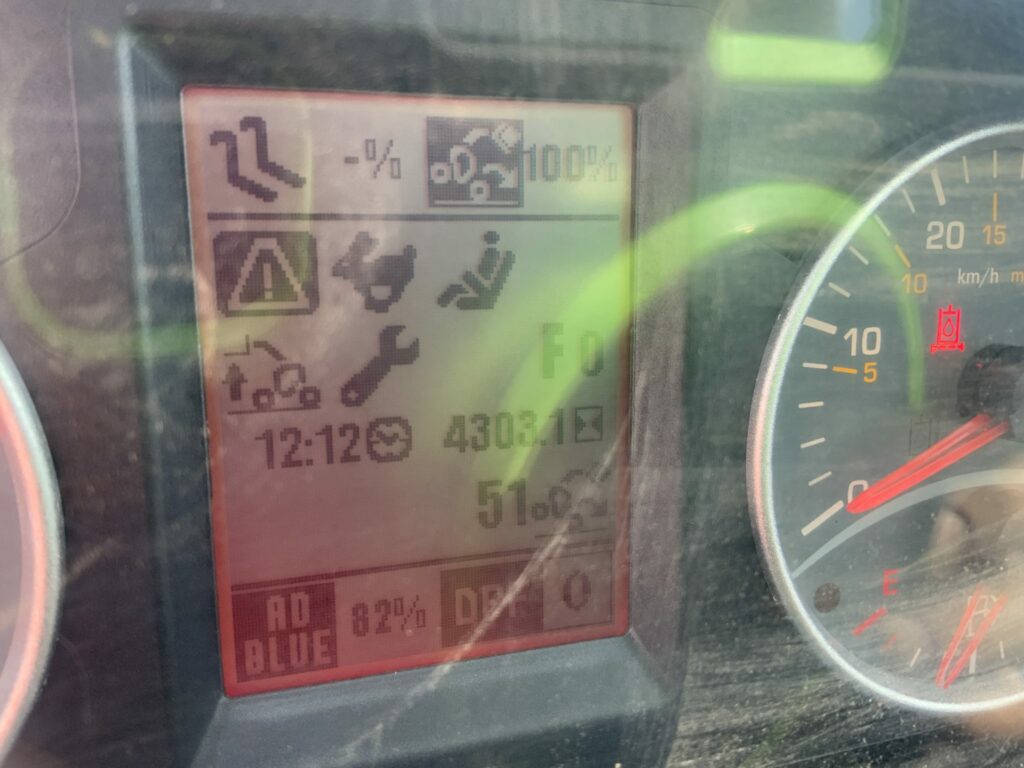 -% 100%
F 0
12:12 4303.1
51
AD
BLUE
82% DPF 0
20 15
10
km/h
10
5
0
E